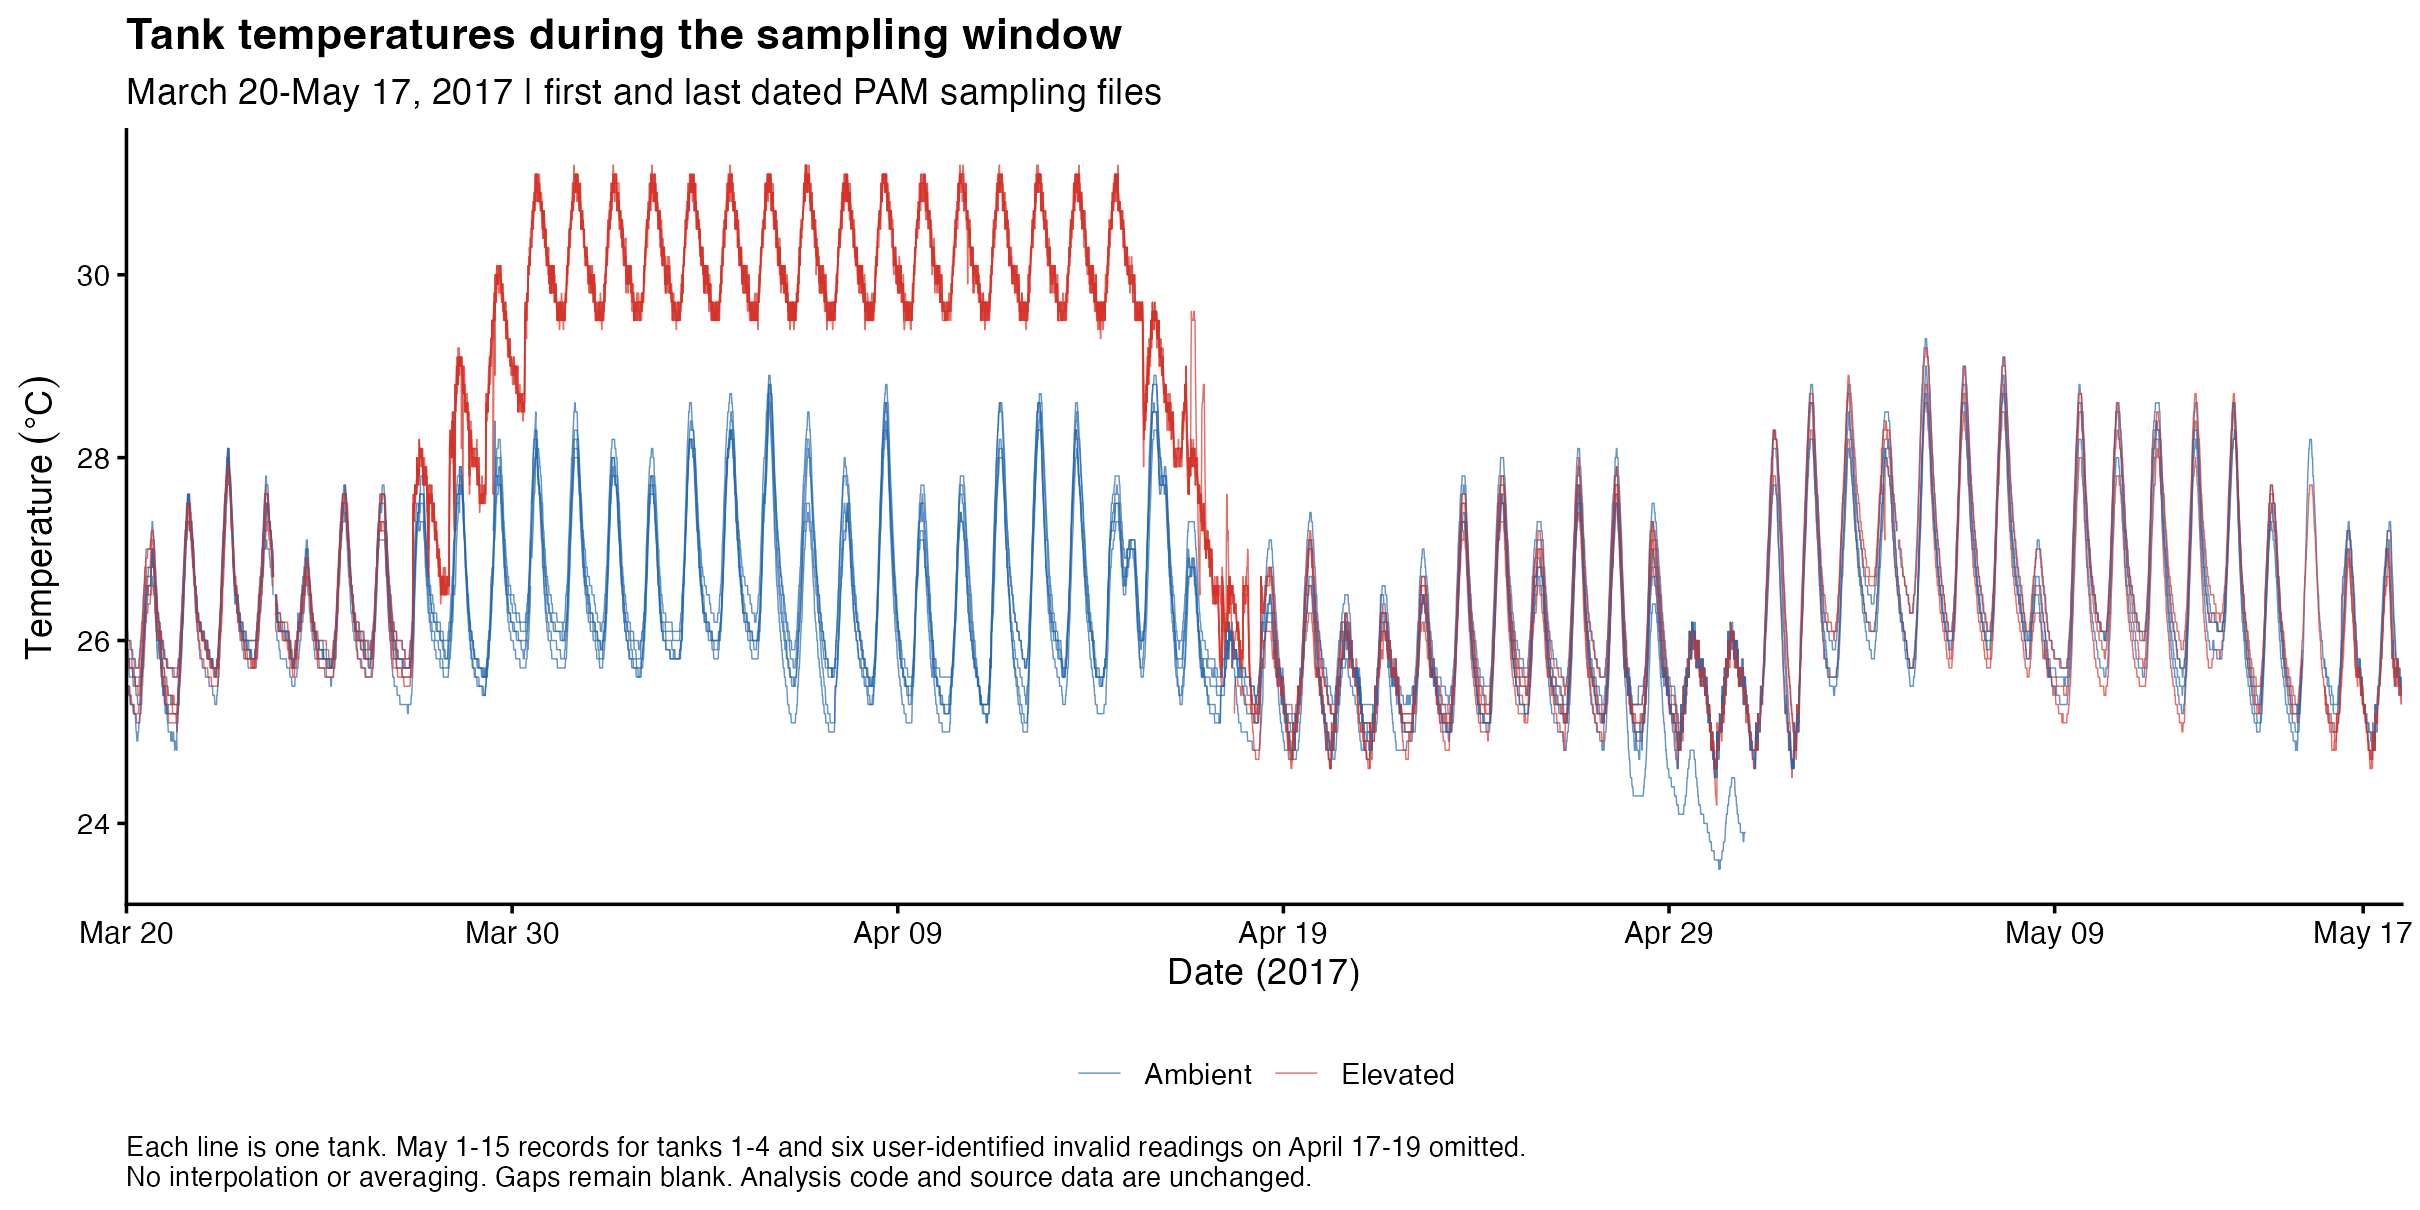 Tank temperatures during the sampling window
March 20-May 17, 2017 | first and last dated PAM sampling files
Temperature (°C)
30
28
26
24
Mar 20
Mar 30
Apr 09
Apr 19
Apr 29
May 09
May 17
Date (2017)
Ambient
Elevated
Each line is one tank. May 1-15 records for tanks 1-4 and six user-identified invalid readings on April 17-19 omitted.
No interpolation or averaging. Gaps remain blank. Analysis code and source data are unchanged.